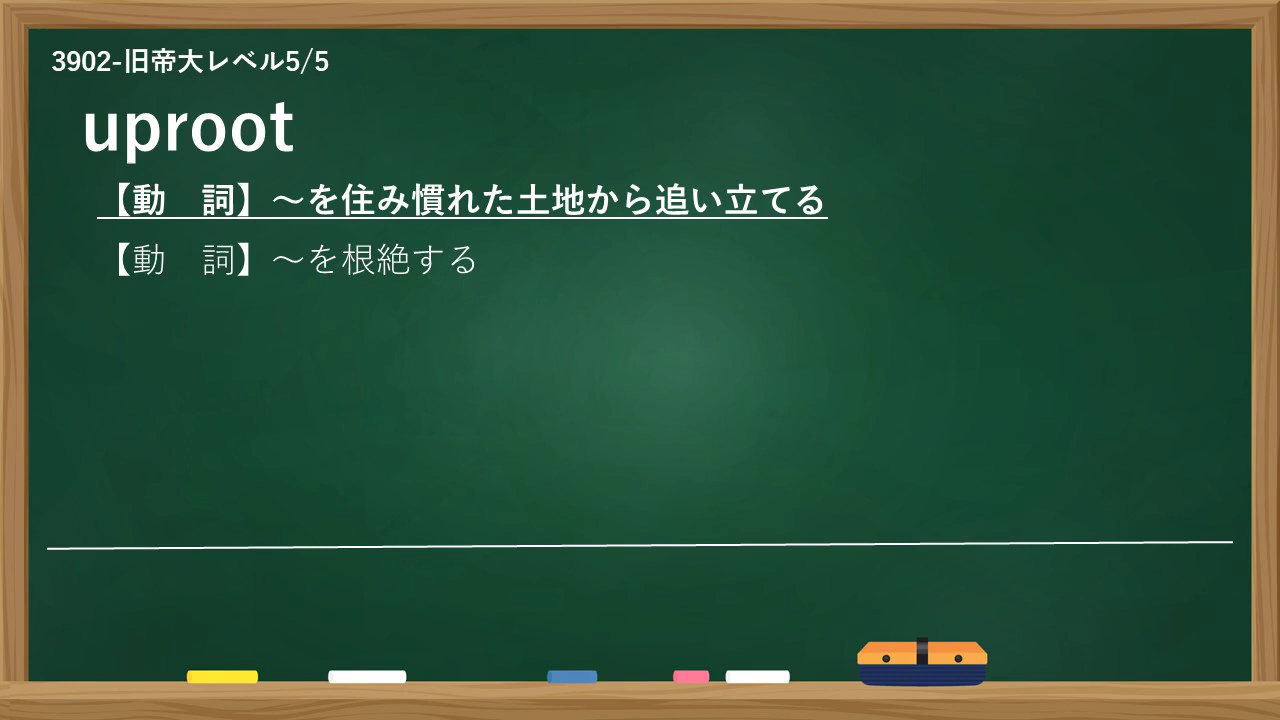 3902-旧帝大レベル5/5
uproot
【動　詞】～を住み慣れた土地から追い立てる
【動　詞】～を根絶する